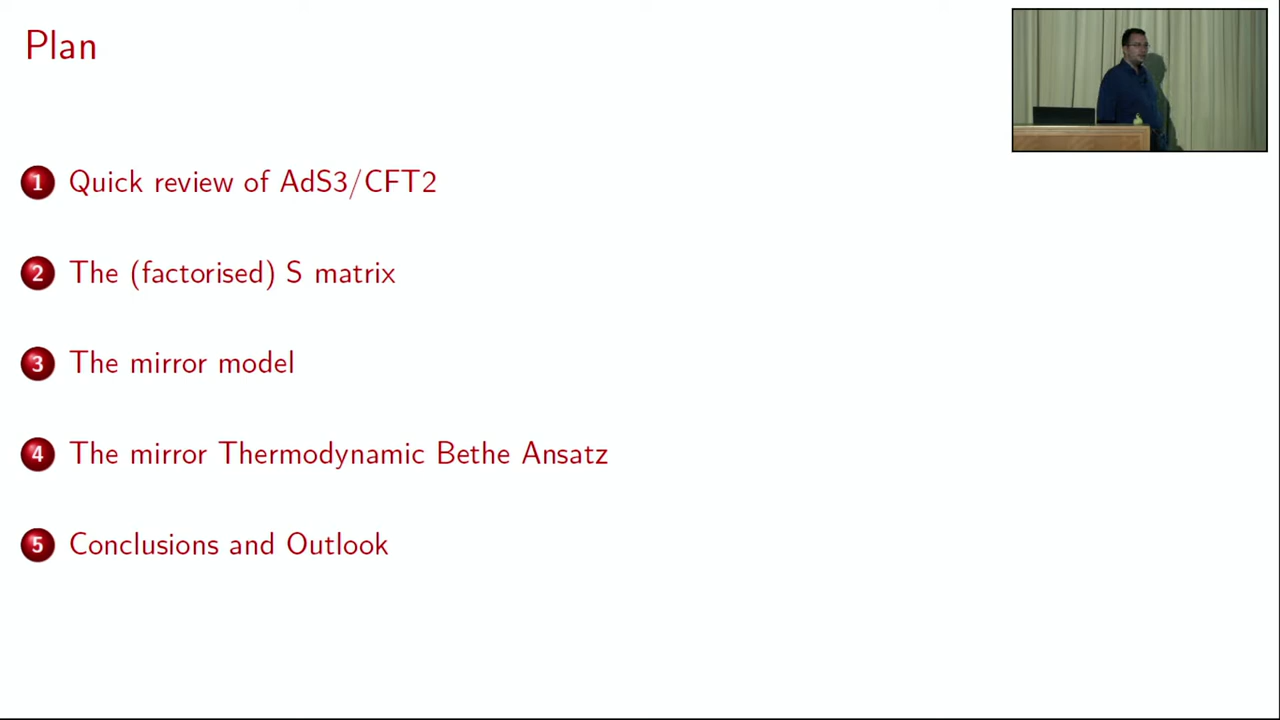 Plan
1 Quick review of AdS3/CFT2
2 The (factorised) S matrix
3 The mirror model
4 The mirror Thermodynamic Bethe Ansatz
5 Conclusions and Outlook